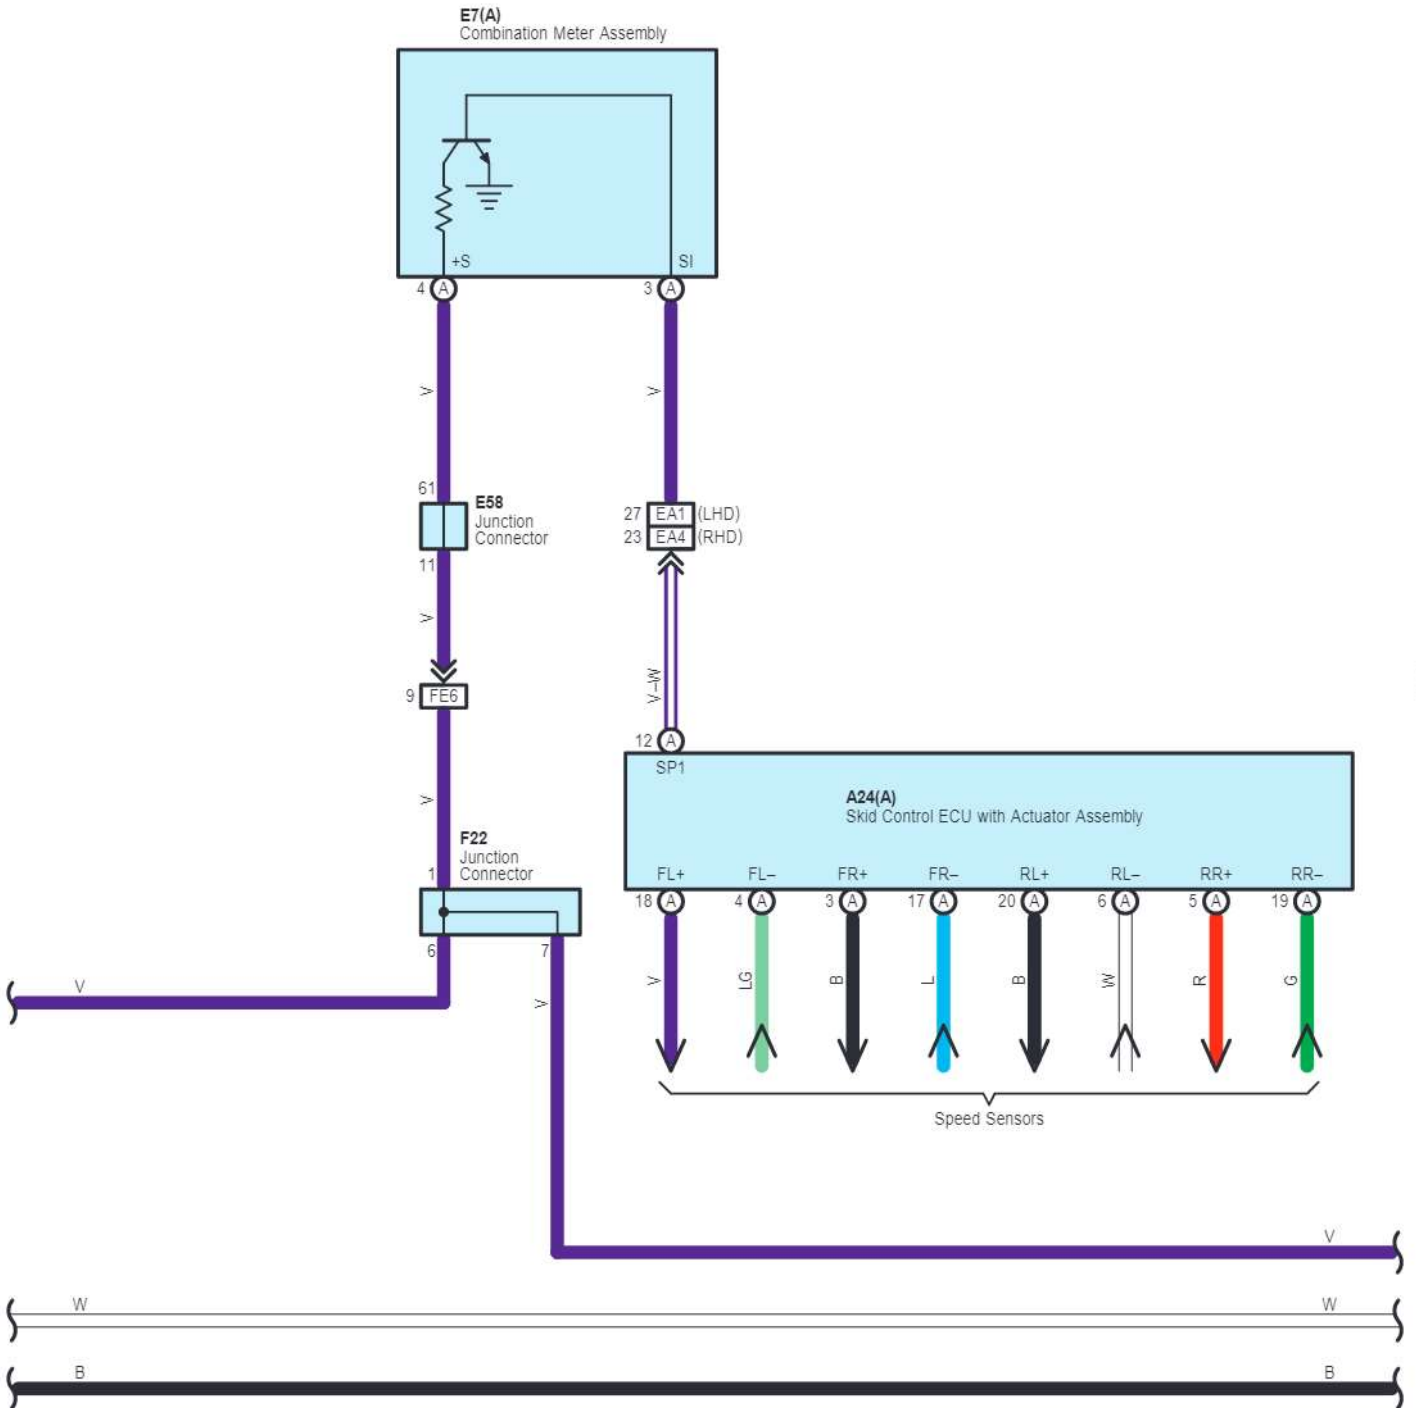 E7(A)
Combination Meter Assembly
+S
SI
4 A
3 A
V
V
61
E58
Junction
Connector
27 EA1 (LHD)
23 EA4 (RHD)
11
V
V–W
9 FE6
12 A
SP1
V
A24(A)
Skid Control ECU with Actuator Assembly
F22
Junction
Connector
1
FL+ FL– FR+ FR– RL+ RL– RR+ RR–
18 A 4 A 3 A 17 A 20 A 6 A 5 A 19 A
6 7
V LG B L B W R G
V
V
Speed Sensors
V
W W
B B